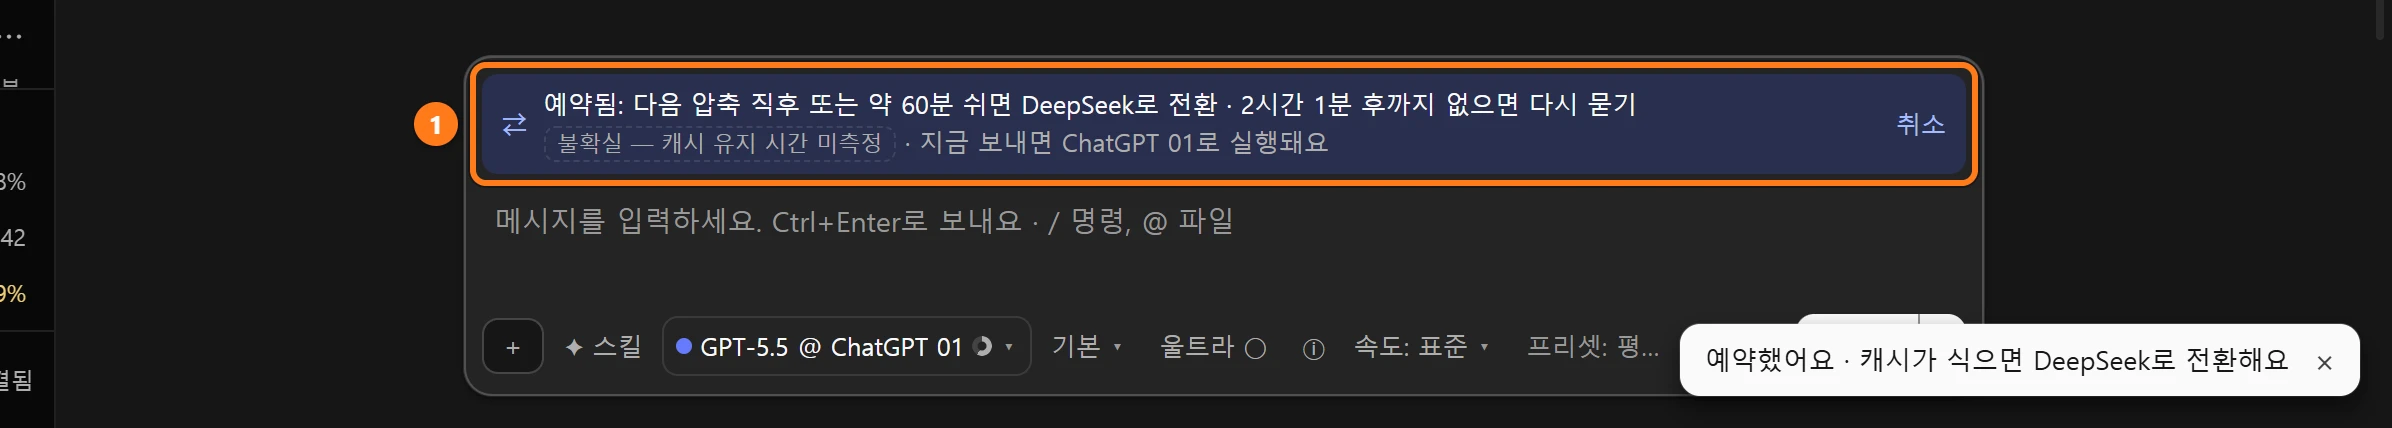 1
예약됨: 다음 압축 직후 또는 약 60분 쉬면 DeepSeek로 전환 · 2시간 1분 후까지 없으면 다시 묻기
불확실 — 캐시 유지 시간 미측정 · 지금 보내면 ChatGPT 01로 실행돼요
취소
메시지를 입력하세요. Ctrl+Enter로 보내요 · / 명령, @ 파일
+ ✦ 스킬 GPT-5.5 @ ChatGPT 01 기본 울트라 속도: 표준 프리셋: 평...
예약했어요 · 캐시가 식으면 DeepSeek로 전환해요 ×
42
9%